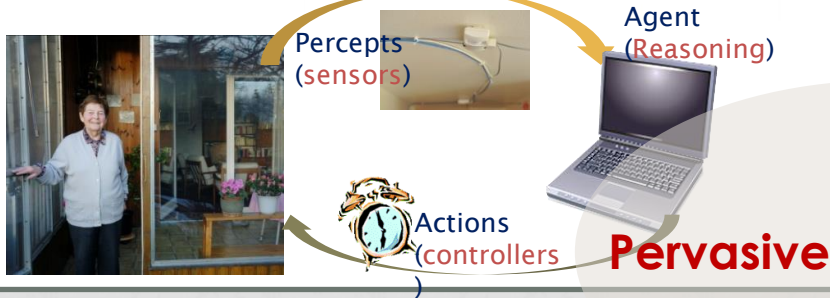 Percepts
(sensors)
Agent
(Reasoning)
Actions
(controllers
)
Pervasive